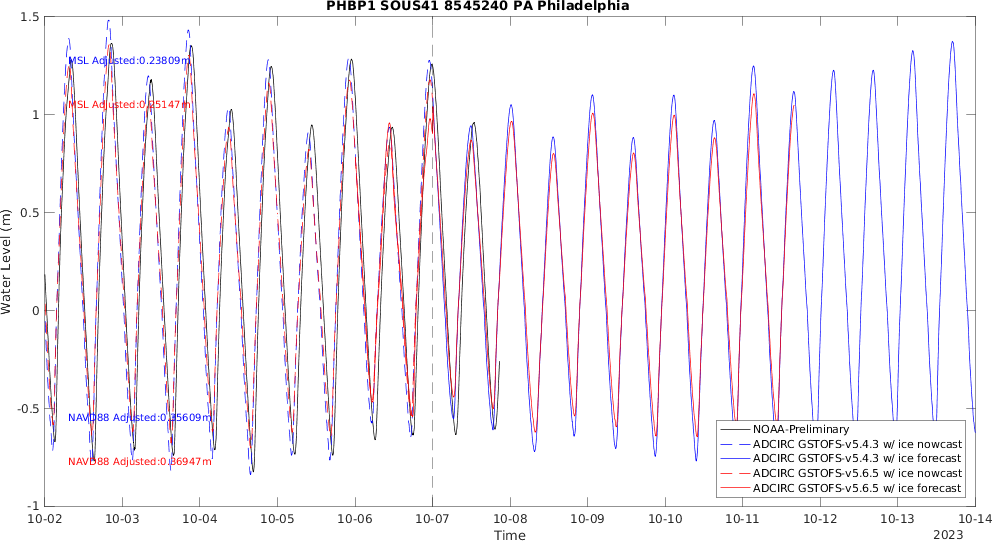 PHBP1 SOUS41 8545240 PA Philadelphia
1.5
1
0.5
0
-0.5
-1
Water Level (m)
MSL Adjusted:0.23809m
MSL Adjusted:0.25147m
NAVD88 Adjusted:0.35609m
NAVD88 Adjusted:0.36947m
NOAA-Preliminary
ADCIRC GSTOFS-v5.4.3 w/ ice nowcast
ADCIRC GSTOFS-v5.4.3 w/ ice forecast
ADCIRC GSTOFS-v5.6.5 w/ ice nowcast
ADCIRC GSTOFS-v5.6.5 w/ ice forecast
10-02 10-03 10-04 10-05 10-06 10-07 10-08 10-09 10-10 10-11 10-12 10-13 10-14
Time
2023